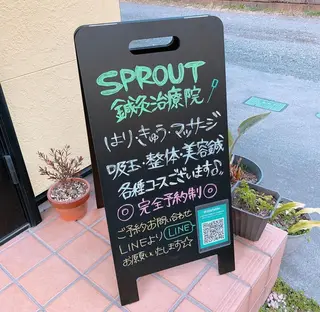 SPROUT
鍼灸治療院
はり・きゅう・マッサージ
吸玉・整体・美容鍼
各種コースございます♪
◎完全予約制◎
ご予約お問い合わせ
LINEより LINE
お願いいたします☆